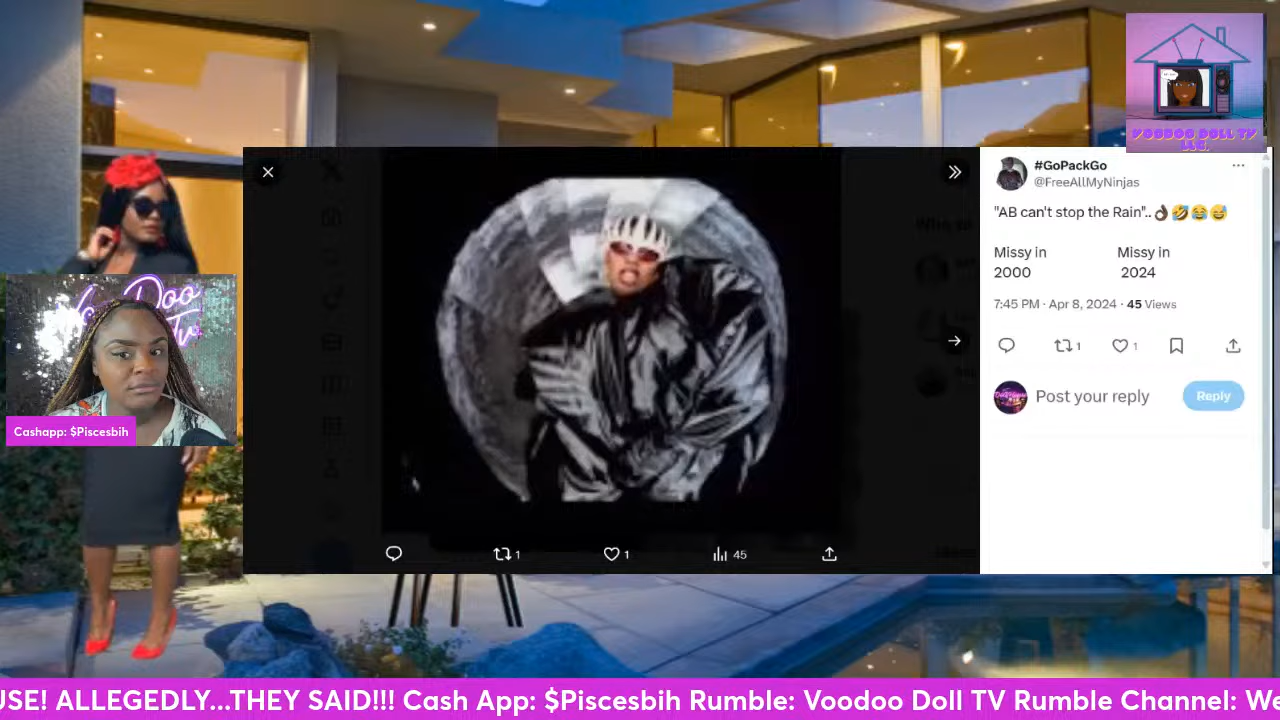 VOODOO DOLL TV
LLC.
#GoPackGo
@FreeAllMyNinjas
"AB can't stop the Rain"..👌🏿🤣😂😅
Missy in Missy in
2000 2024
7:45 PM · Apr 8, 2024 · 45 Views
1 1
Post your reply Reply
Doo
Tv
Cashapp: $Piscesbih
1 1 45
USE! ALLEGEDLY...THEY SAID!!! Cash App: $Piscesbih Rumble: Voodoo Doll TV Rumble Channel: We